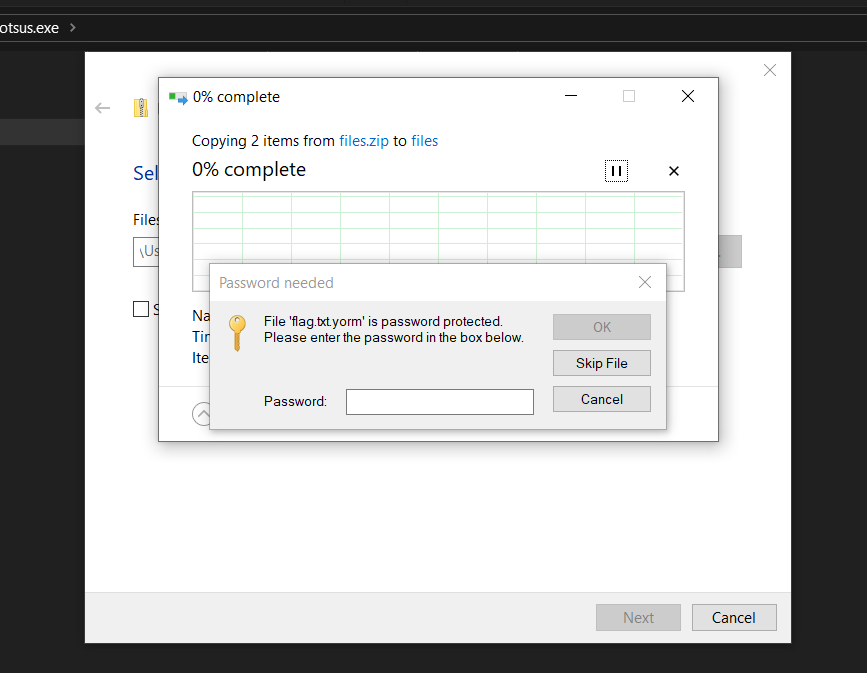 otsus.exe
0% complete
Copying 2 items from files.zip to files
0% complete
Sel
Files
\Us
S
Na
Tim
Ite
Password needed
File 'flag.txt.yorm' is password protected.
Please enter the password in the box below.
Password:
OK
Skip File
Cancel
Next
Cancel